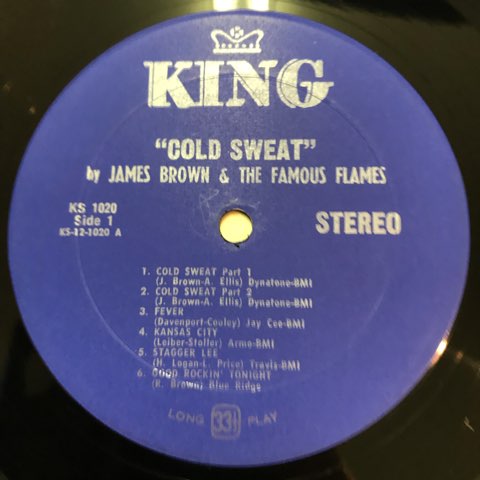 KING
"COLD SWEAT"
by JAMES BROWN & THE FAMOUS FLAMES
KS 1020
Side 1
KS-12-1020 A
STEREO
1. COLD SWEAT Part 1
(J. Brown-A. Ellis) Dynatone-BMI
2. COLD SWEAT Part 2
(J. Brown-A. Ellis) Dynatone-BMI
3. FEVER
(Davenport-Cooley) Jay Cee-BMI
4. KANSAS CITY
(Leiber-Stoller) Armo-BMI
5. STAGGER LEE
(H. Logan-L. Price) Travis-BMI
6. GOOD ROCKIN' TONIGHT
(R. Brown) Blue Ridge
LONG 33⅓ PLAY